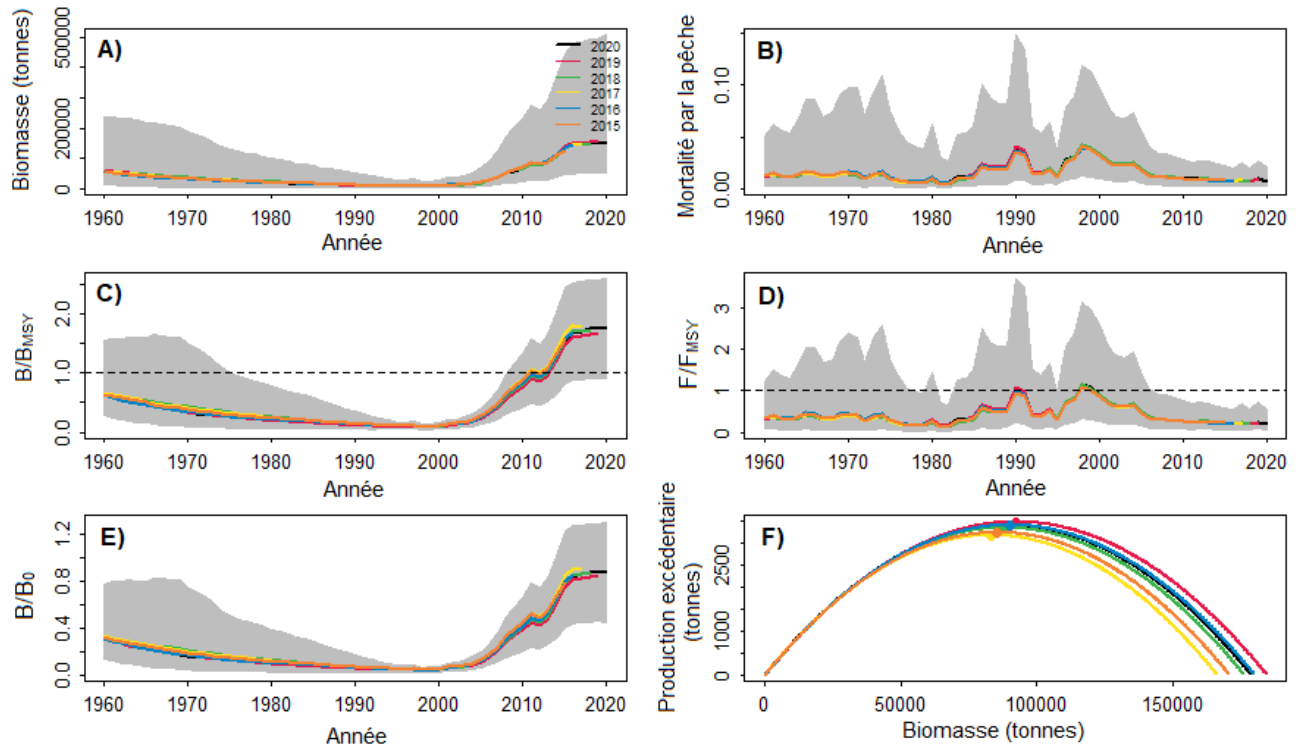 A)
Biomasse (tonnes)
500000
200000
0
2020
2019
2018
2017
2016
2015
1960 1970 1980 1990 2000 2010 2020
Année
B)
Mortalité par la pêche
0.10
0.00
1960 1970 1980 1990 2000 2010 2020
Année
C)
B/BMSY
2.0
1.0
0.0
1960 1970 1980 1990 2000 2010 2020
Année
D)
F/FMSY
3
2
1
0
1960 1970 1980 1990 2000 2010 2020
Année
E)
B/B0
1.2
0.8
0.4
0.0
1960 1970 1980 1990 2000 2010 2020
Année
F)
Production excédentaire
(tonnes)
2500
1000
0
0 50000 100000 150000
Biomasse (tonnes)